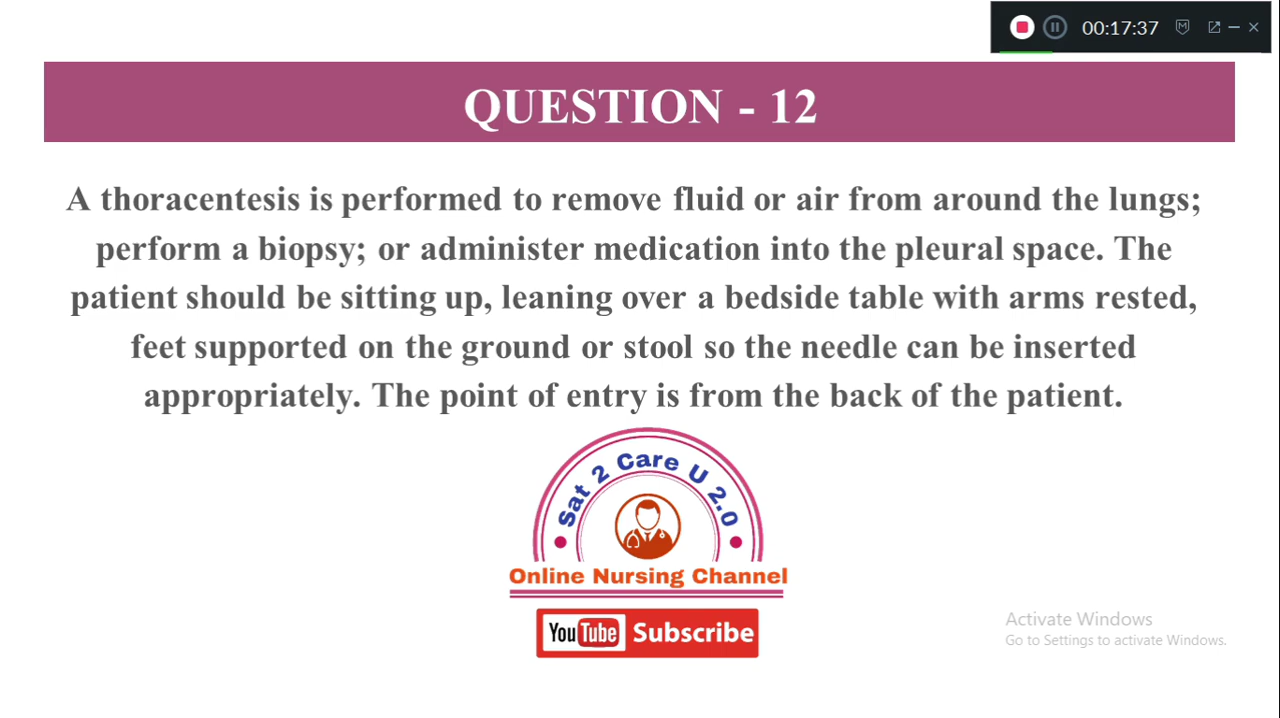 00:17:37
QUESTION - 12
A thoracentesis is performed to remove fluid or air from around the lungs;
perform a biopsy; or administer medication into the pleural space. The
patient should be sitting up, leaning over a bedside table with arms rested,
feet supported on the ground or stool so the needle can be inserted
appropriately. The point of entry is from the back of the patient.
Sat 2 Care U 2.0
Online Nursing Channel
YouTube Subscribe
Activate Windows
Go to Settings to activate Windows.